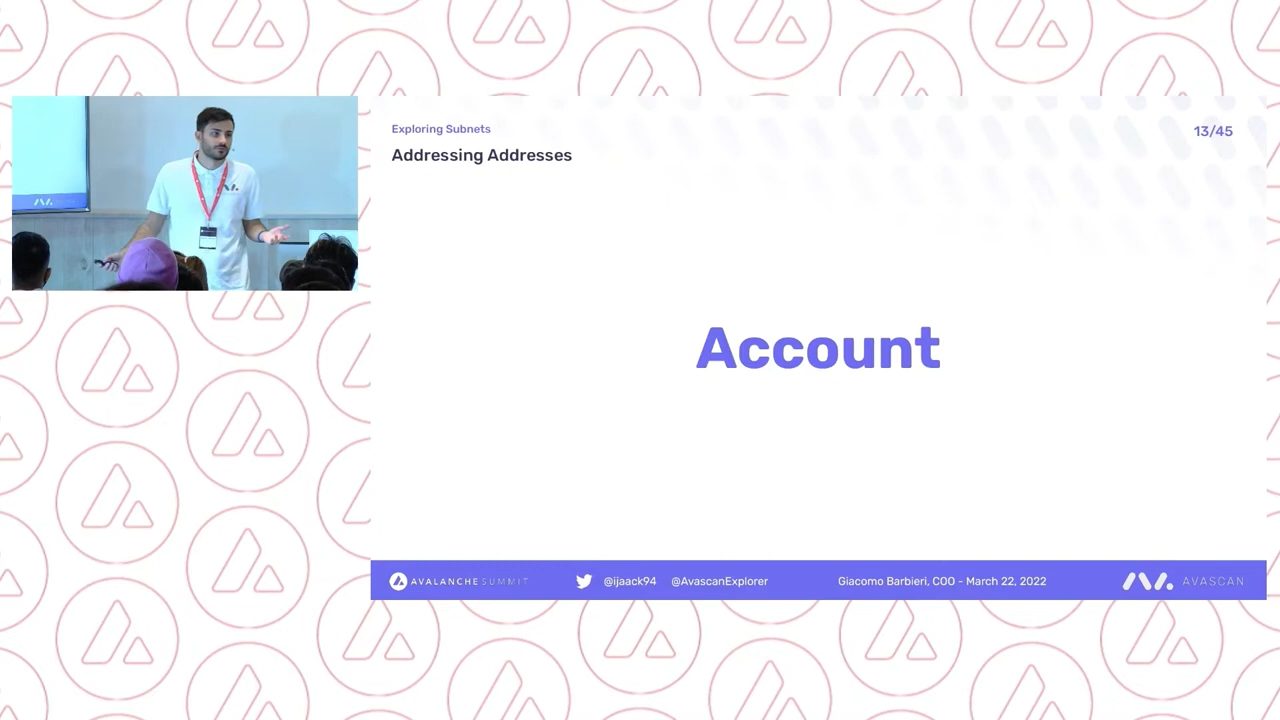 Exploring Subnets
13/45
Addressing Addresses
Account
AVALANCHE SUMMIT
@ijaack94
@AvascanExplorer
Giacomo Barbieri, COO - March 22, 2022
AVASCAN